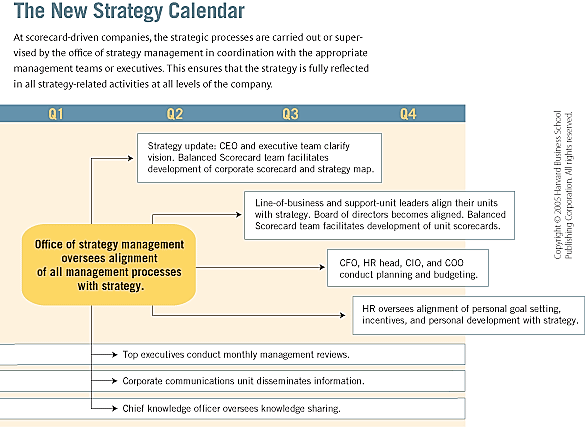 The New Strategy Calendar
At scorecard-driven companies, the strategic processes are carried out or super-
vised by the office of strategy management in coordination with the appropriate
management teams or executives. This ensures that the strategy is fully reflected
in all strategy-related activities at all levels of the company.
Q1 Q2 Q3 Q4
Strategy update: CEO and executive team clarify
vision. Balanced Scorecard team facilitates
development of corporate scorecard and strategy map.
Line-of-business and support-unit leaders align their units
with strategy. Board of directors becomes aligned. Balanced
Scorecard team facilitates development of unit scorecards.
Office of strategy management
oversees alignment
of all management processes
with strategy.
CFO, HR head, CIO, and COO
conduct planning and budgeting.
HR oversees alignment of personal goal setting,
incentives, and personal development with strategy.
Top executives conduct monthly management reviews.
Corporate communications unit disseminates information.
Chief knowledge officer oversees knowledge sharing.
Copyright © 2005 Harvard Business School
Publishing Corporation. All rights reserved.